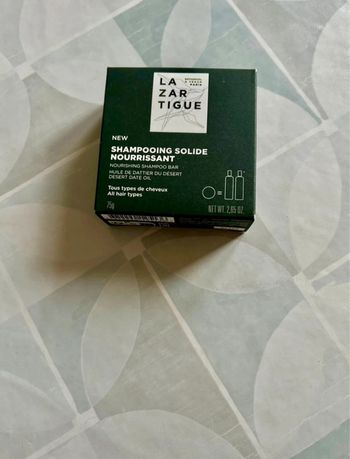 LA
ZAR
TIGUE
NEW
SHAMPOOING SOLIDE
NOURRISSANT
NOURISHING SHAMPOO BAR
HUILE DE DATTIER DU DÉSERT
DESERT DATE OIL
Tous types de cheveux
All hair types
75g
NET WT. 2,65 OZ.